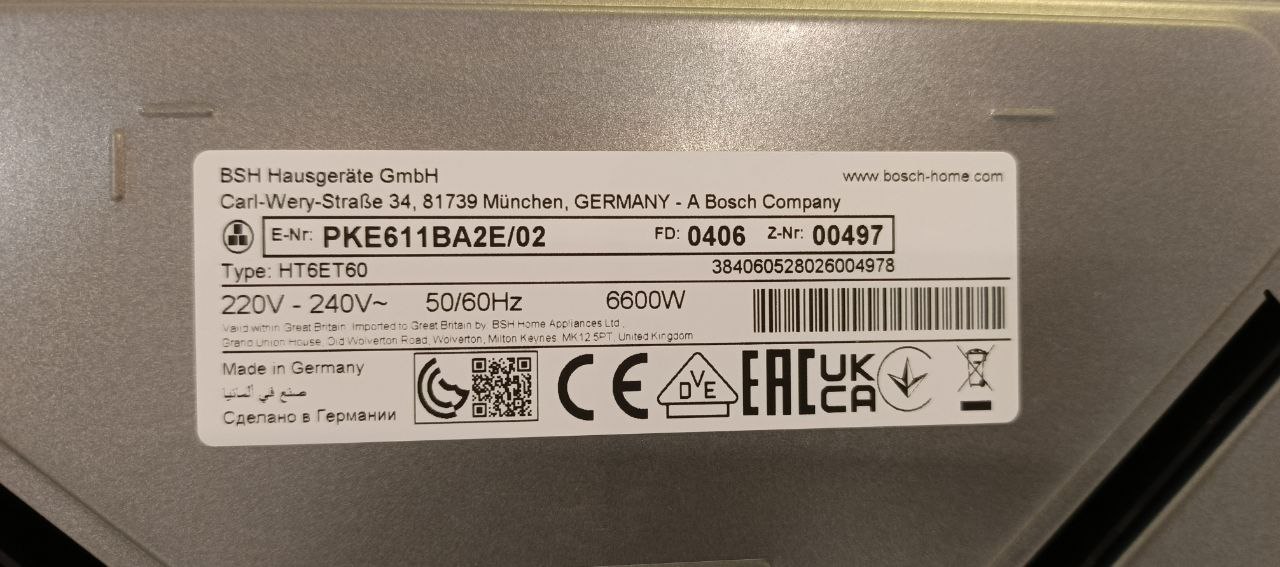 BSH Hausgeräte GmbH www.bosch-home.com
Carl-Wery-Straße 34, 81739 München, GERMANY - A Bosch Company
E-Nr: PKE611BA2E/02 FD: 0406 Z-Nr: 00497
Type: HT6ET60 384060528026004978
220V - 240V~ 50/60Hz 6600W
Valid within Great Britain: Imported to Great Britain by: BSH Home Appliances Ltd.,
Grand Union House, Old Wolverton Road, Wolverton, Milton Keynes, MK12 5PT, United Kingdom
Made in Germany
صنع في ألمانيا
Сделано в Германии
CE DVE EAC UK CA